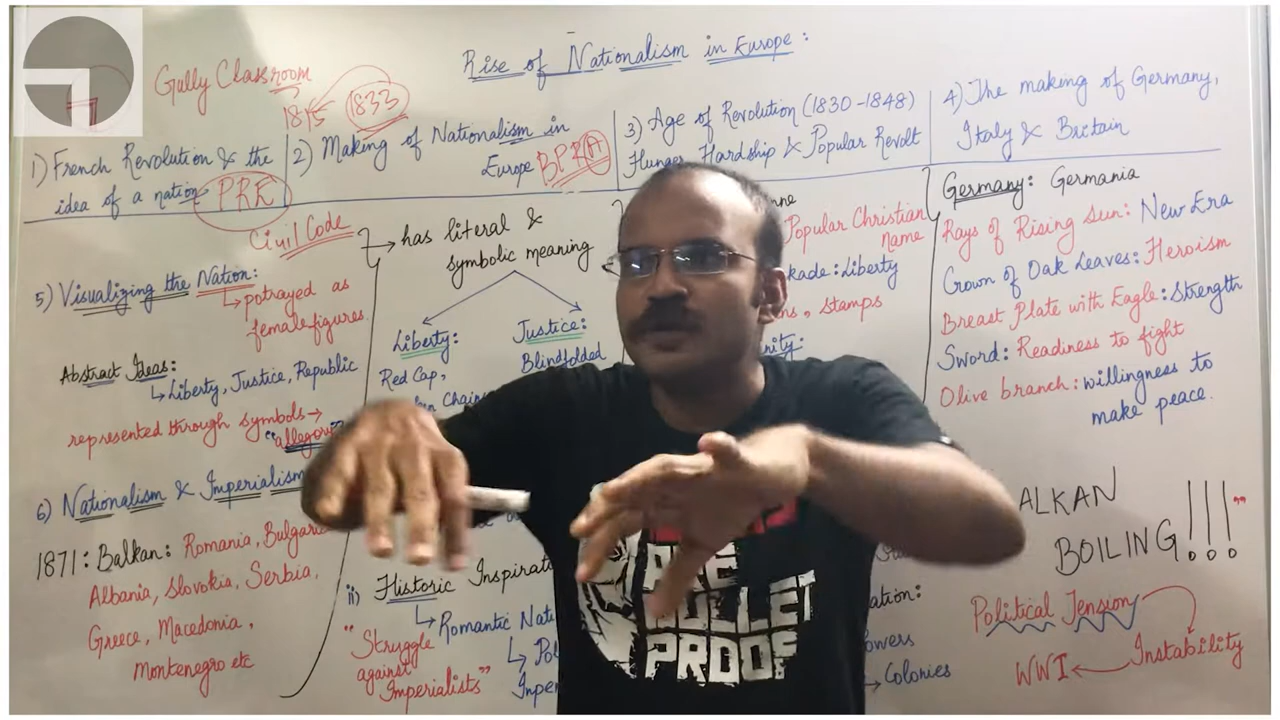 Rise of Nationalism in Europe:
Gully Classroom
1815 1833
1) French Revolution & the
idea of a nation PRE
2) Making of Nationalism in
Europe BPRA
3) Age of Revolution (1830-1848)
Hunger, Hardship & Popular Revolt
4) The making of Germany,
Italy & Britain
Civil Code
5) Visualizing the Nation:
potrayed as
female figures.
Abstract Ideas:
Liberty, Justice, Republic
represented through symbols
"allegory"
6) Nationalism & Imperialism
1871: Balkan: Romania, Bulgaria
Albania, Slovokia, Serbia,
Greece, Macedonia,
Montenegro etc
has literal &
symbolic meaning
Liberty:
Red Cap,
Chains
Justice:
Blindfolded
ii) Historic
Romantic
"Struggle
against
Imperialists"
Popular Christian
Name
: Liberty
stamps
Colonies
Germany: Germania
Rays of Rising Sun: New Era
Crown of Oak Leaves: Heroism
Breast Plate with Eagle: Strength
Sword: Readiness to fight
Olive branch: willingness to
make peace.
BOILING!!!"
Political Tension
Instability
WWI
ARE
BULLET
PROOF